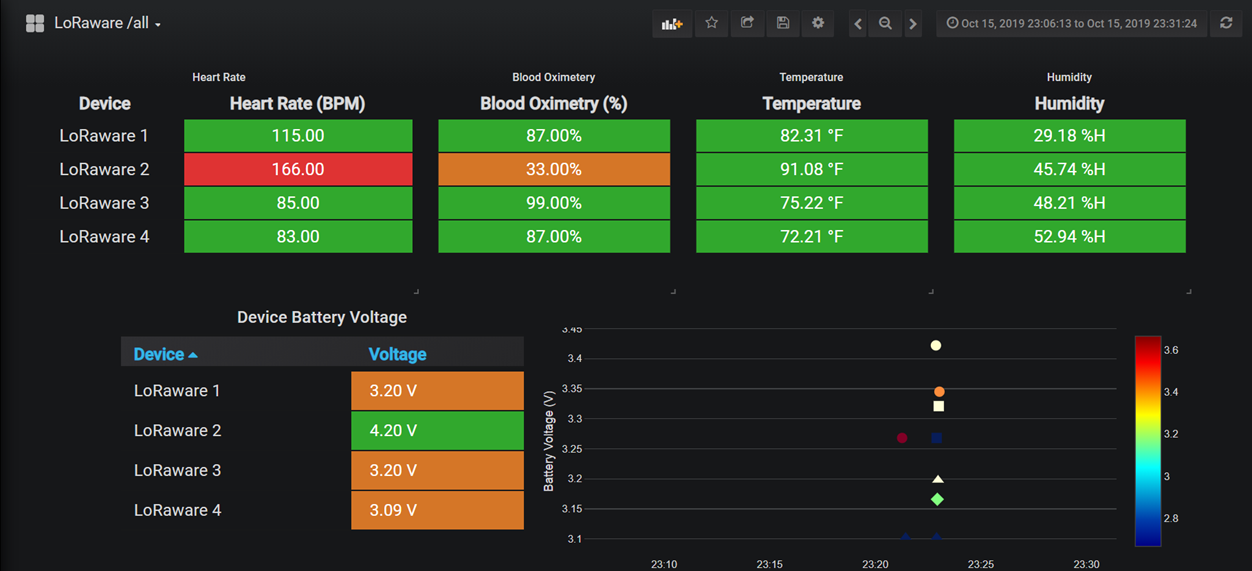 LoRaware /all
Oct 15, 2019 23:06:13 to Oct 15, 2019 23:31:24
Heart Rate Blood Oximetery Temperature Humidity
Device Heart Rate (BPM) Blood Oximetry (%) Temperature Humidity
LoRaware 1 115.00 87.00% 82.31 °F 29.18 %H
LoRaware 2 166.00 33.00% 91.08 °F 45.74 %H
LoRaware 3 85.00 99.00% 75.22 °F 48.21 %H
LoRaware 4 83.00 87.00% 72.21 °F 52.94 %H
Device Battery Voltage
Device Voltage
LoRaware 1 3.20 V
LoRaware 2 4.20 V
LoRaware 3 3.20 V
LoRaware 4 3.09 V
Battery Voltage (V)
3.45
3.4
3.35
3.3
3.25
3.2
3.15
3.1
23:10 23:15 23:20 23:25 23:30
3.6
3.4
3.2
3
2.8